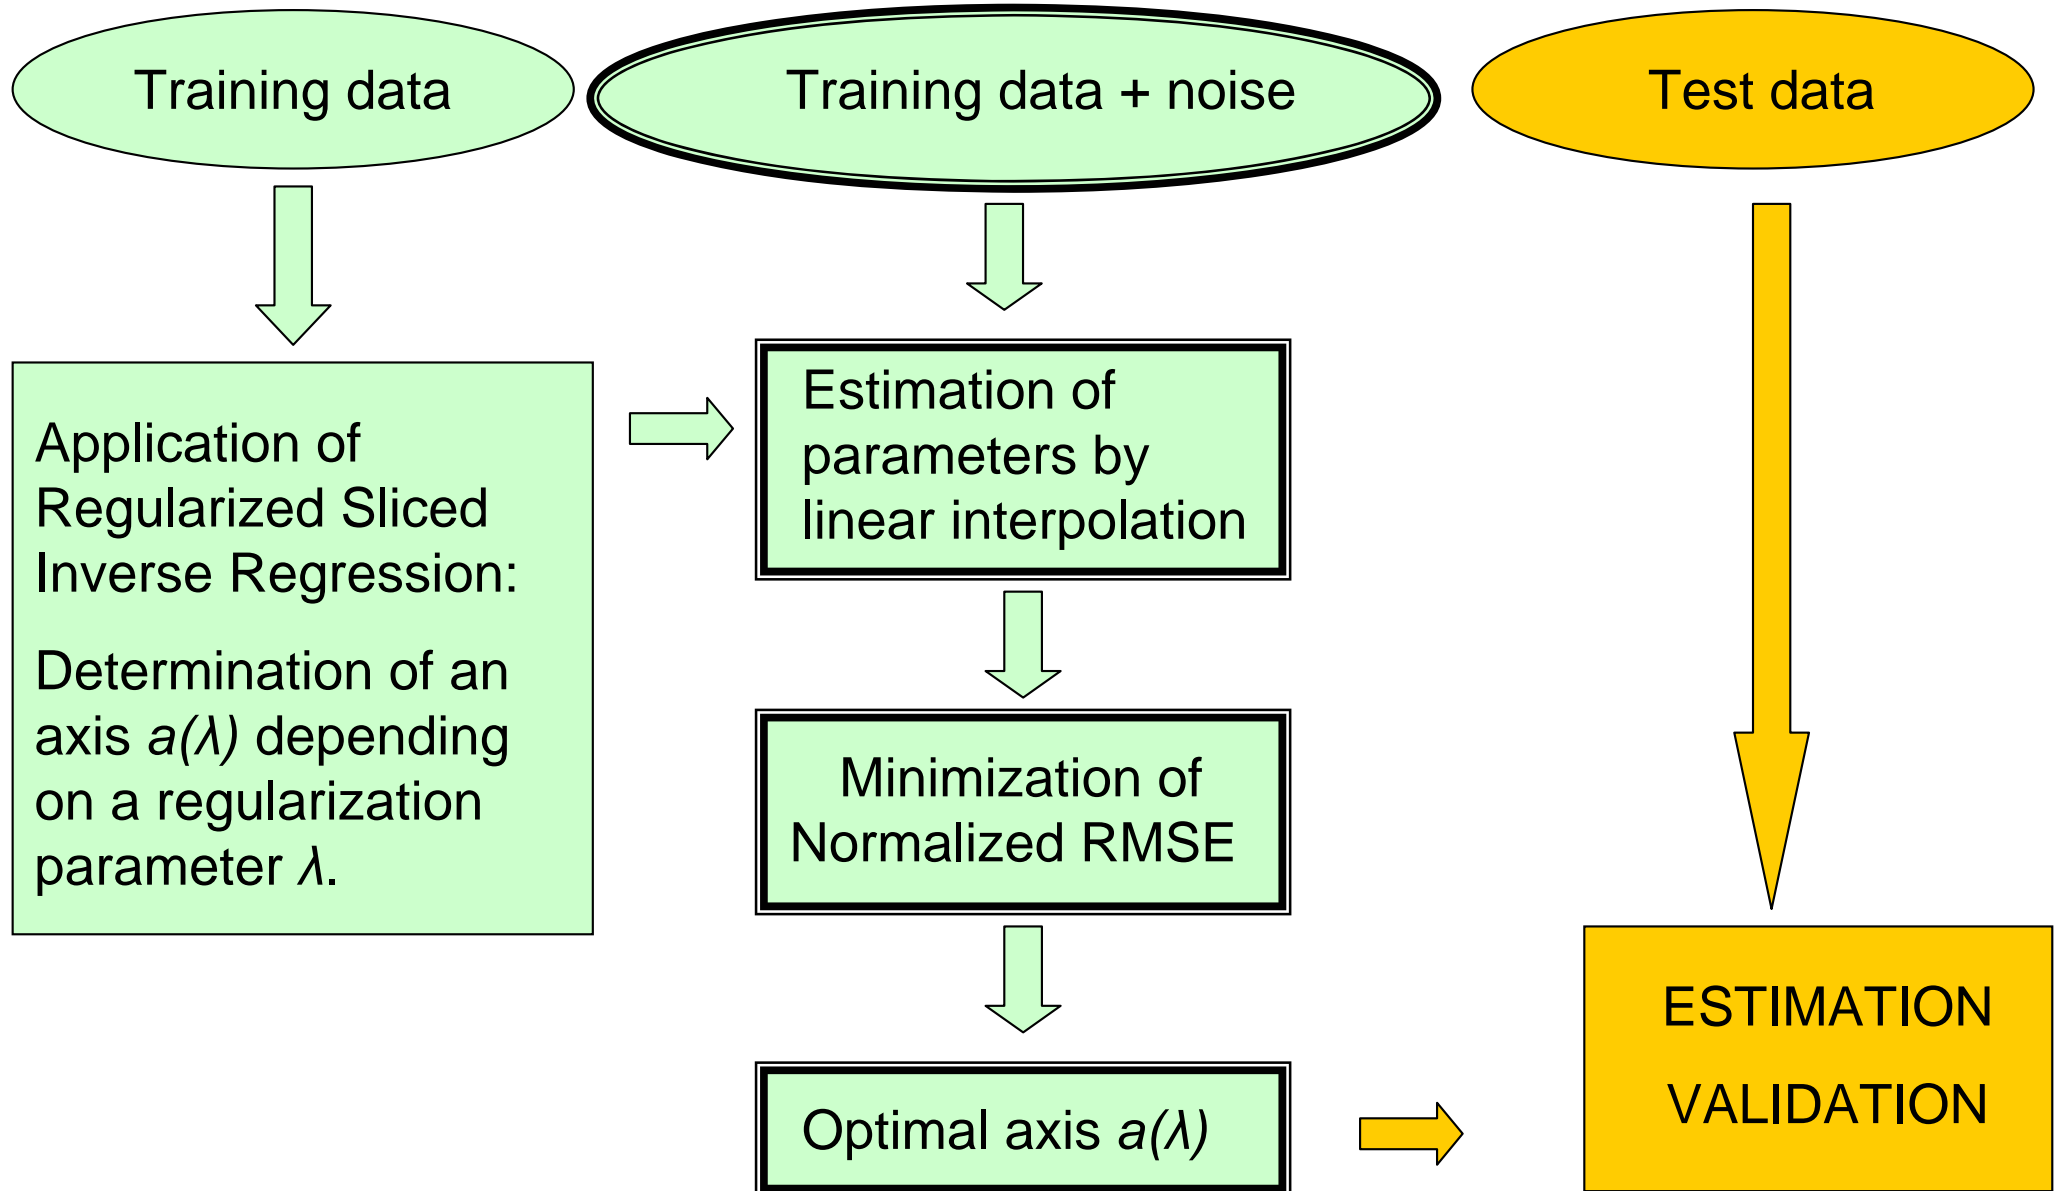 Training data
Training data + noise
Test data
Application of
Regularized Sliced
Inverse Regression:
Determination of an
axis a(λ) depending
on a regularization
parameter λ.
Estimation of
parameters by
linear interpolation
Minimization of
Normalized RMSE
Optimal axis a(λ)
ESTIMATION
VALIDATION